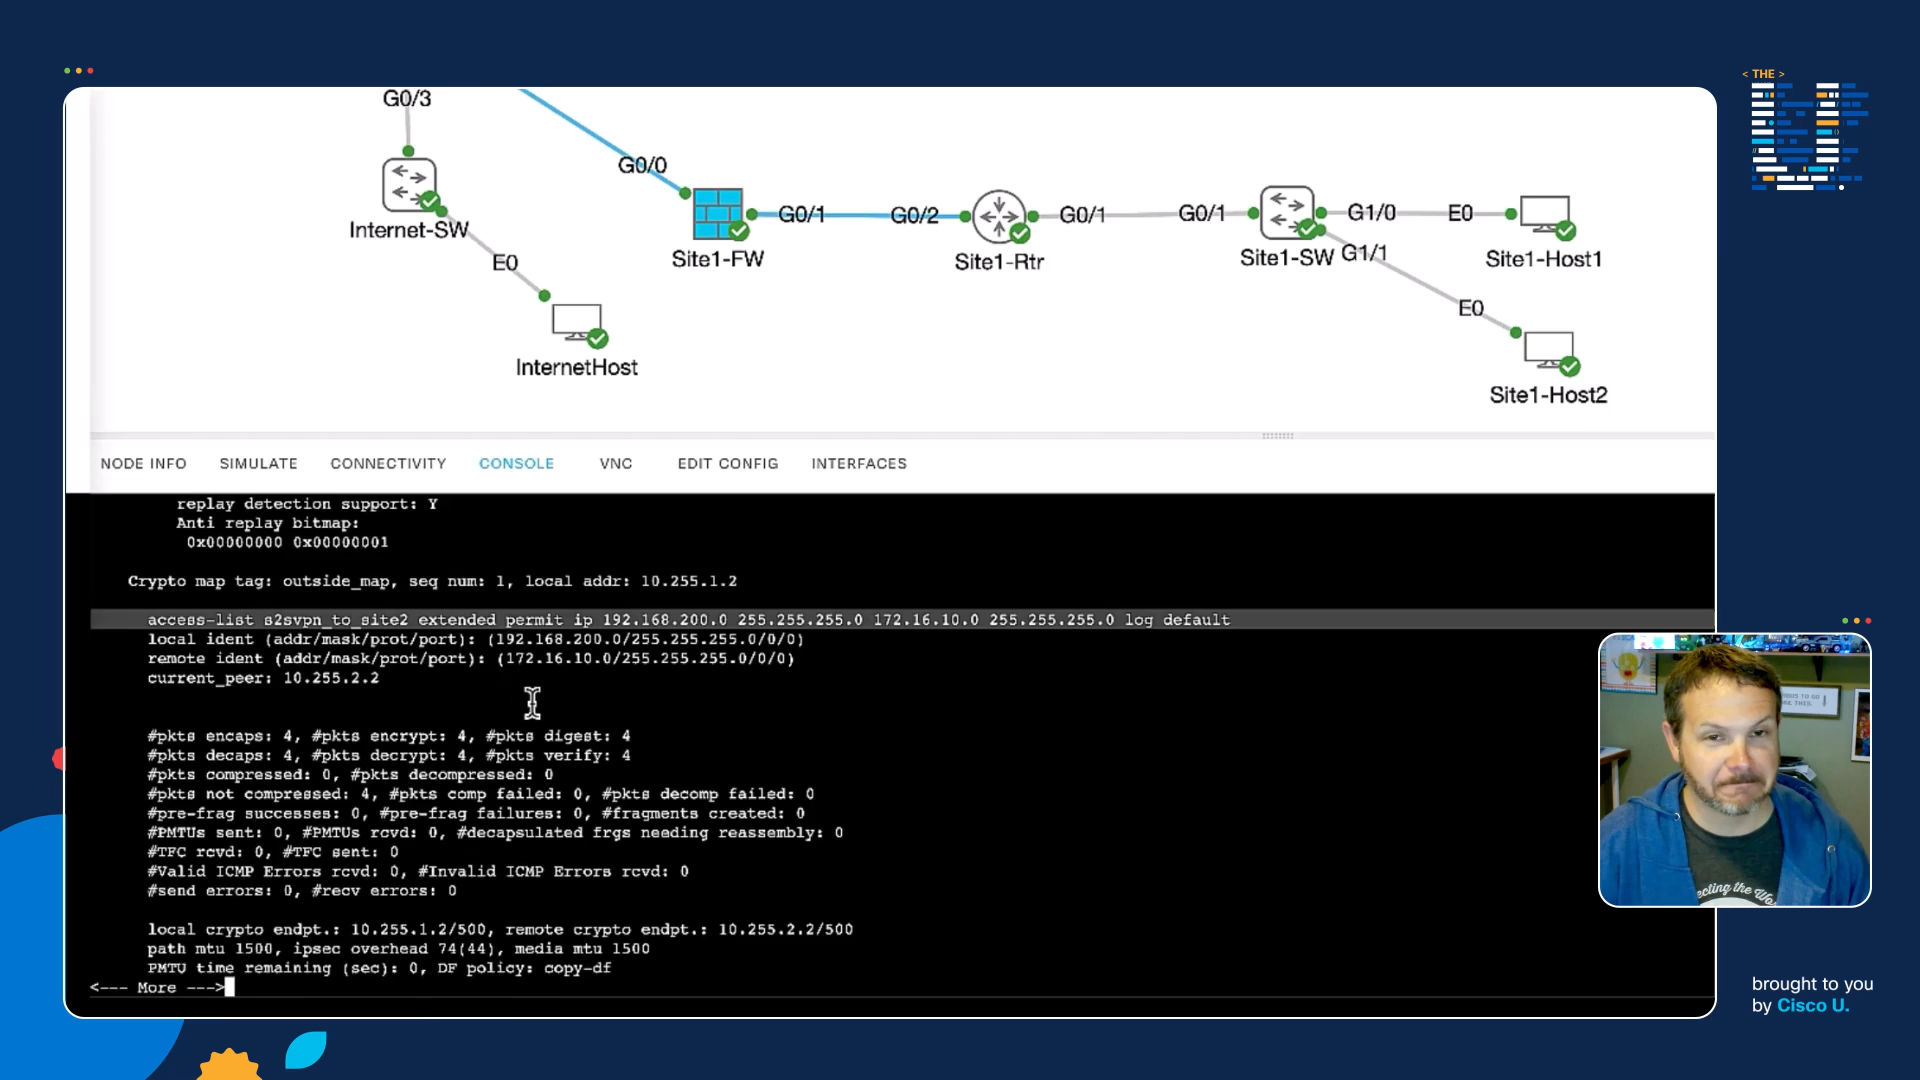 < THE >
G0/3
G0/0
G0/1
G0/2
G0/1
G0/1
G1/0
E0
Internet-SW
Site1-FW
Site1-Rtr
Site1-SW
G1/1
Site1-Host1
E0
E0
InternetHost
Site1-Host2
NODE INFO SIMULATE CONNECTIVITY CONSOLE VNC EDIT CONFIG INTERFACES
replay detection support: Y
Anti replay bitmap:
0x00000000 0x00000001
Crypto map tag: outside_map, seq num: 1, local addr: 10.255.1.2
access-list s2svpn_to_site2 extended permit ip 192.168.200.0 255.255.255.0 172.16.10.0 255.255.255.0 log default
local ident (addr/mask/prot/port): (192.168.200.0/255.255.255.0/0/0)
remote ident (addr/mask/prot/port): (172.16.10.0/255.255.255.0/0/0)
current_peer: 10.255.2.2
#pkts encaps: 4, #pkts encrypt: 4, #pkts digest: 4
#pkts decaps: 4, #pkts decrypt: 4, #pkts verify: 4
#pkts compressed: 0, #pkts decompressed: 0
#pkts not compressed: 4, #pkts comp failed: 0, #pkts decomp failed: 0
#pre-frag successes: 0, #pre-frag failures: 0, #fragments created: 0
#PMTUs sent: 0, #PMTUs rcvd: 0, #decapsulated frgs needing reassembly: 0
#TFC rcvd: 0, #TFC sent: 0
#Valid ICMP Errors rcvd: 0, #Invalid ICMP Errors rcvd: 0
#send errors: 0, #recv errors: 0
local crypto endpt.: 10.255.1.2/500, remote crypto endpt.: 10.255.2.2/500
path mtu 1500, ipsec overhead 74(44), media mtu 1500
PMTU time remaining (sec): 0, DF policy: copy-df
<--- More --->
brought to you
by Cisco U.